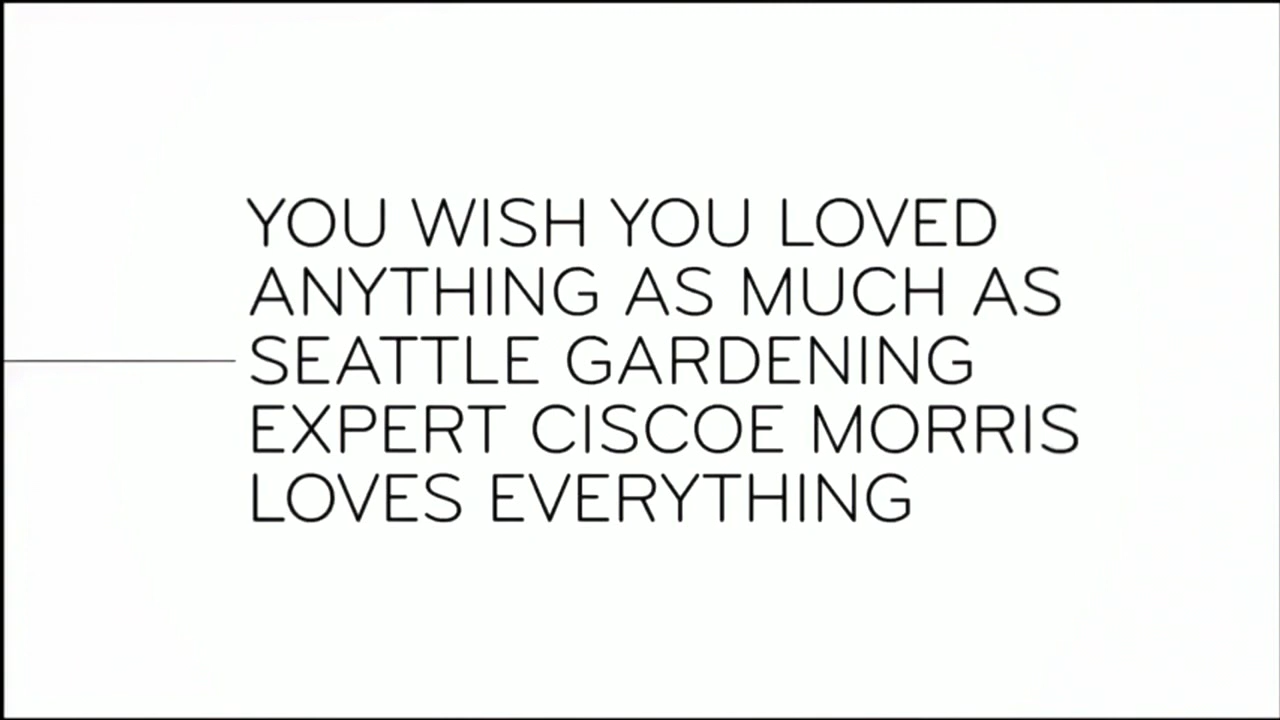 YOU WISH YOU LOVED
ANYTHING AS MUCH AS
SEATTLE GARDENING
EXPERT CISCOE MORRIS
LOVES EVERYTHING